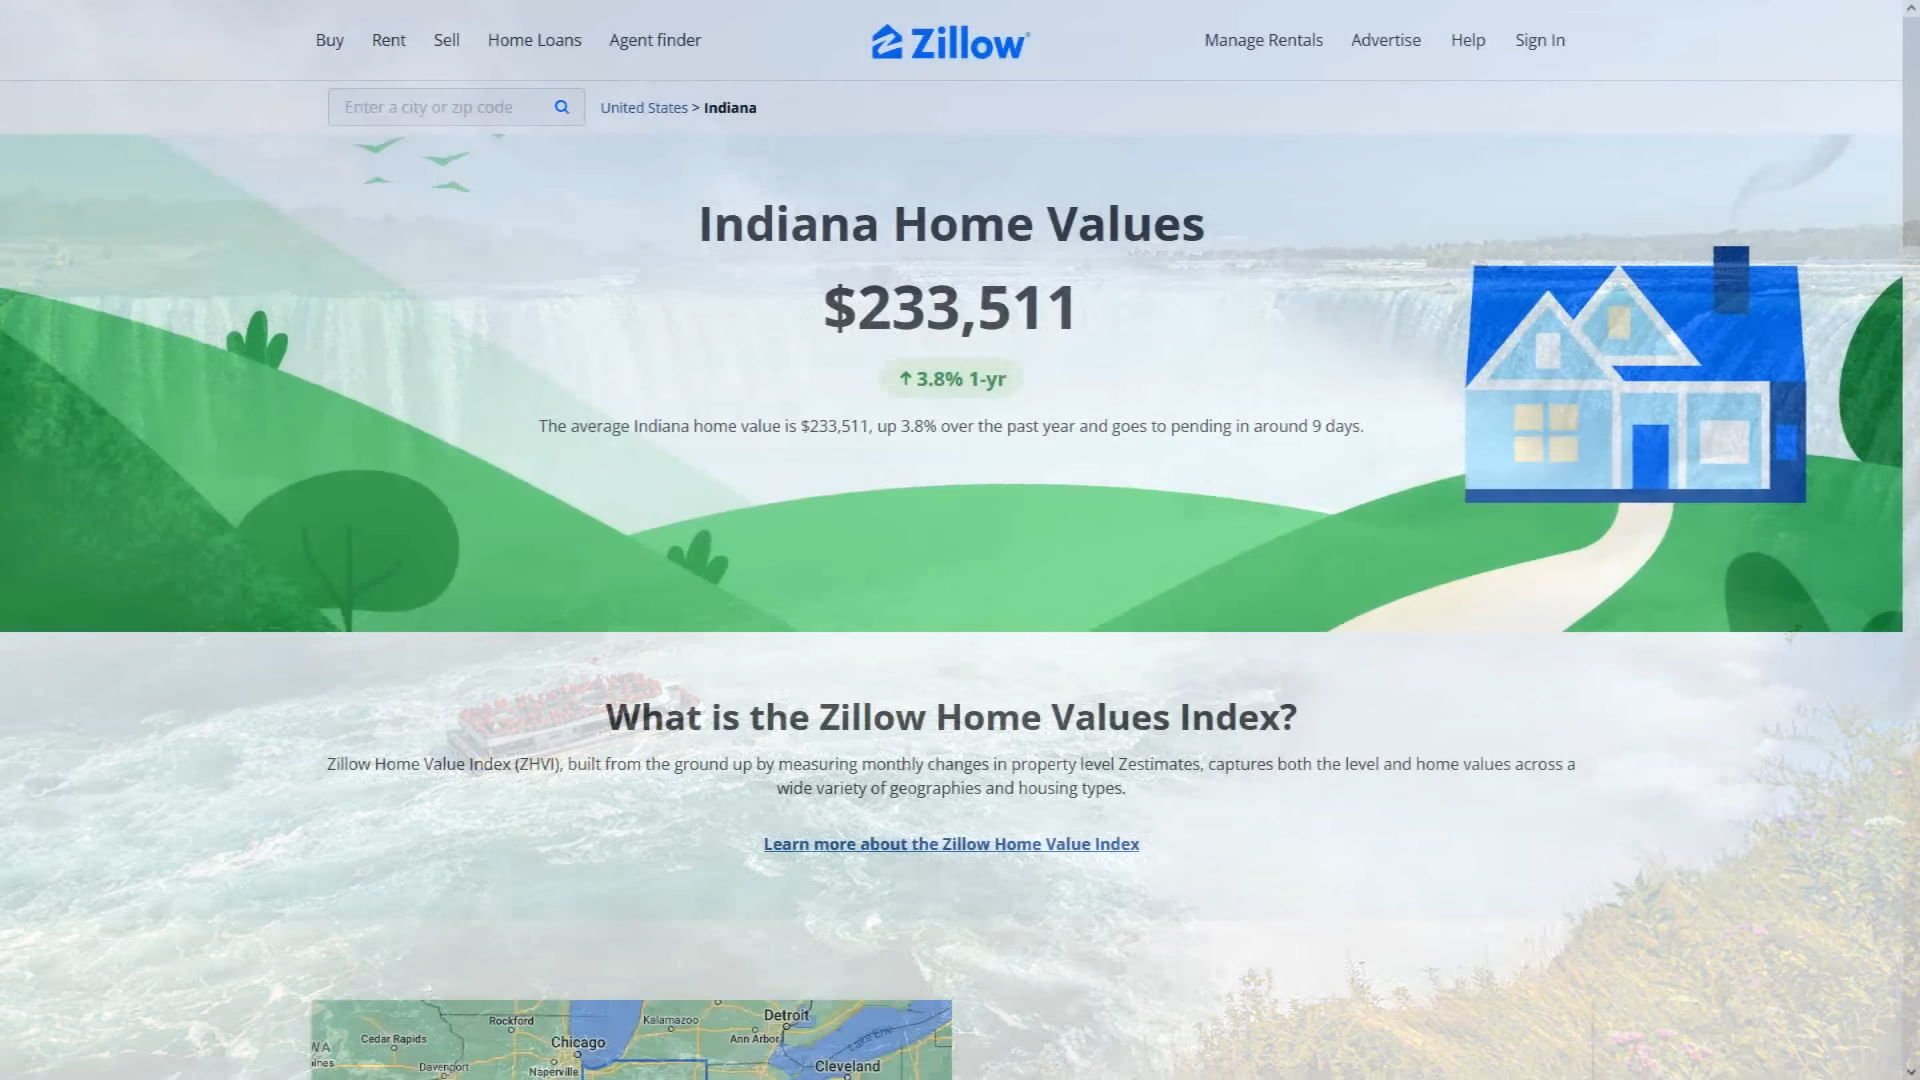 Buy Rent Sell Home Loans Agent finder Zillow® Manage Rentals Advertise Help Sign In
Enter a city or zip code United States > Indiana
Indiana Home Values
$233,511
↑ 3.8% 1-yr
The average Indiana home value is $233,511, up 3.8% over the past year and goes to pending in around 9 days.
What is the Zillow Home Values Index?
Zillow Home Value Index (ZHVI), built from the ground up by measuring monthly changes in property level Zestimates, captures both the level and home values across a
wide variety of geographies and housing types.
Learn more about the Zillow Home Value Index
Rockford
Kalamazoo
Detroit
Cedar Rapids
Chicago
Ann Arbor
Lake Erie
WA
ines
Davenport
Naperville
Cleveland